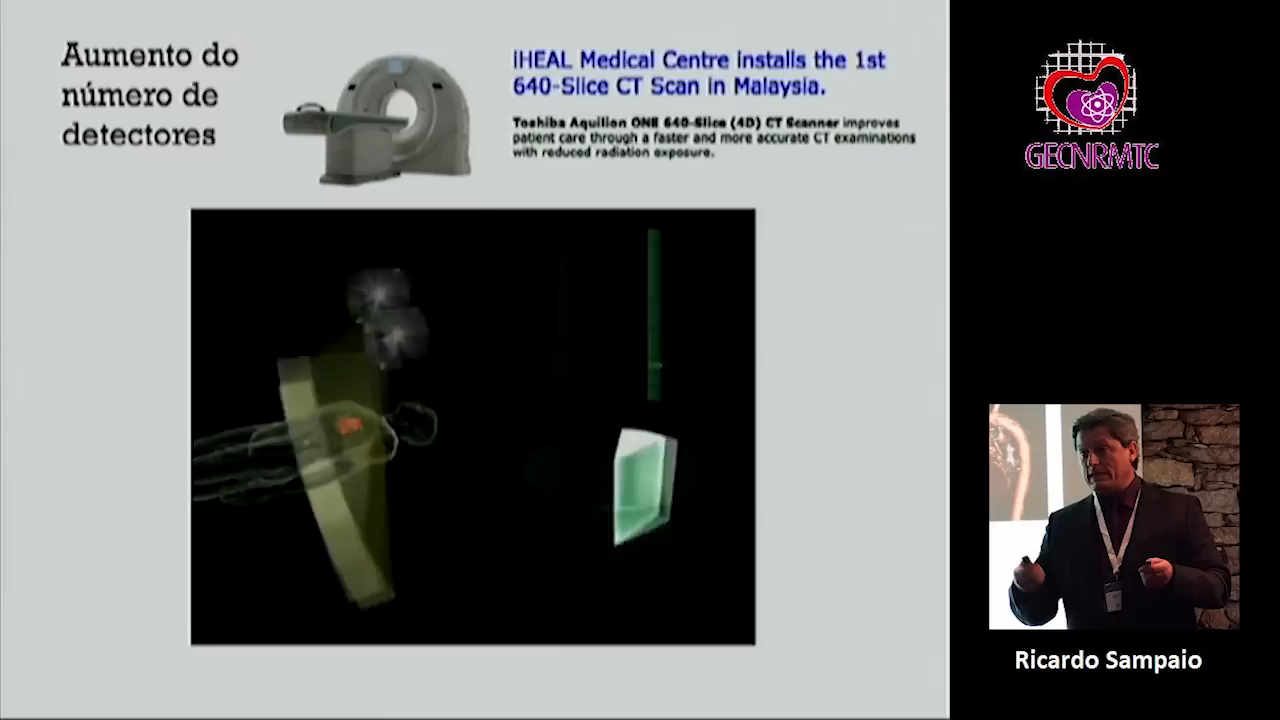 Aumento do
número de
detectores
iHEAL Medical Centre installs the 1st
640-Slice CT Scan in Malaysia.
Toshiba Aquilion ONE 640-Slice (4D) CT Scanner improves
patient care through a faster and more accurate CT examinations
with reduced radiation exposure.
GECNRMTC
Ricardo Sampaio